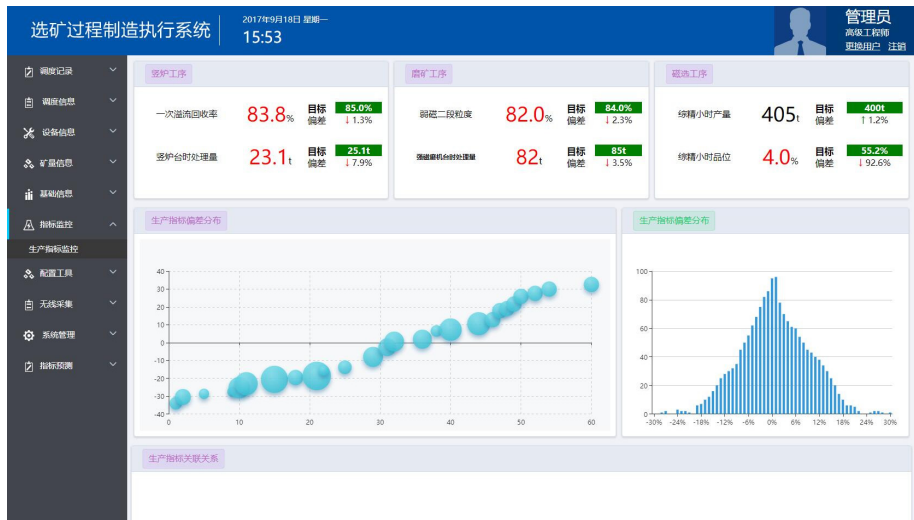 选矿过程制造执行系统
2017年9月18日 星期一
15:53
管理员
高级工程师
更换用户 注销
调度记录
调度信息
设备信息
矿量信息
基础信息
指标监控
生产指标监控
配置工具
无线采集
系统管理
指标预测
竖炉工序
一次溢流回收率 83.8% 目标 85.0%
偏差 ↓1.3%
竖炉台时处理量 23.1t 目标 25.1t
偏差 ↓7.9%
磨矿工序
弱磁二段粒度 82.0% 目标 84.0%
偏差 ↓2.3%
强磁磨机台时处理量 82t 目标 85t
偏差 ↓3.5%
磁选工序
综精小时产量 405t 目标 400t
偏差 ↑1.2%
综精小时品位 4.0% 目标 55.2%
偏差 ↓92.6%
生产指标偏差分布
40
30
20
10
0
-10
-20
-30
-40
0 10 20 30 40 50 60
生产指标偏差分布
100
80
60
40
20
0
-30% -24% -18% -12% -6% 0% 6% 12% 18% 24% 30%
生产指标关联关系